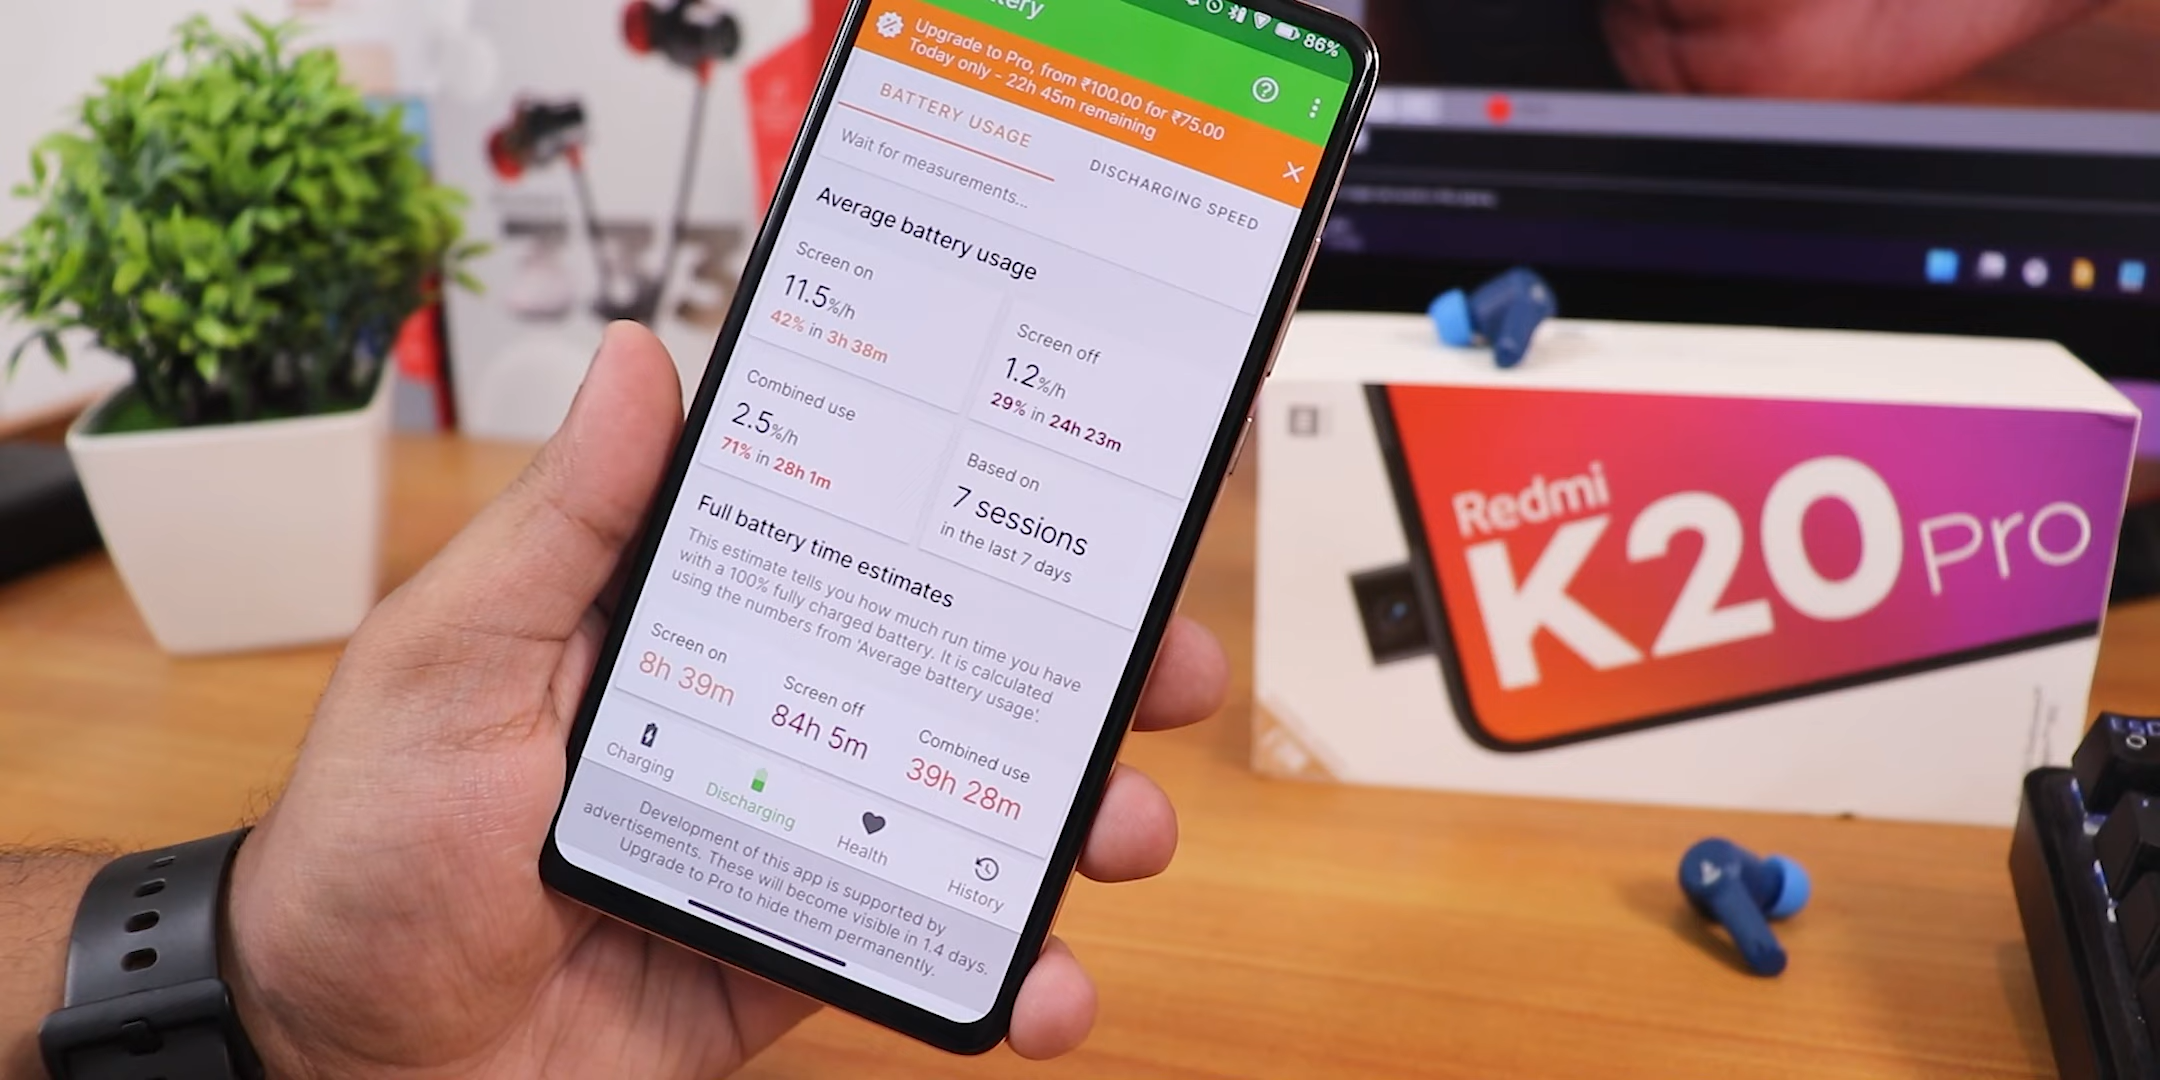 86%
Upgrade to Pro, from ₹100.00 for ₹75.00
Today only - 22h 45m remaining
BATTERY USAGE
DISCHARGING SPEED
Wait for measurements...
Average battery usage
Screen on
11.5%/h
42% in 3h 38m
Screen off
1.2%/h
29% in 24h 23m
Combined use
2.5%/h
71% in 28h 1m
Based on
7 sessions
in the last 7 days
Full battery time estimates
This estimate tells you how much run time you have
with a 100% fully charged battery. It is calculated
using the numbers from 'Average battery usage'.
Screen on
8h 39m
Screen off
84h 5m
Combined use
39h 28m
Charging
Discharging
Health
History
Development of this app is supported by
advertisements. These will become visible in 1.4 days.
Upgrade to Pro to hide them permanently.
Redmi
K20 Pro